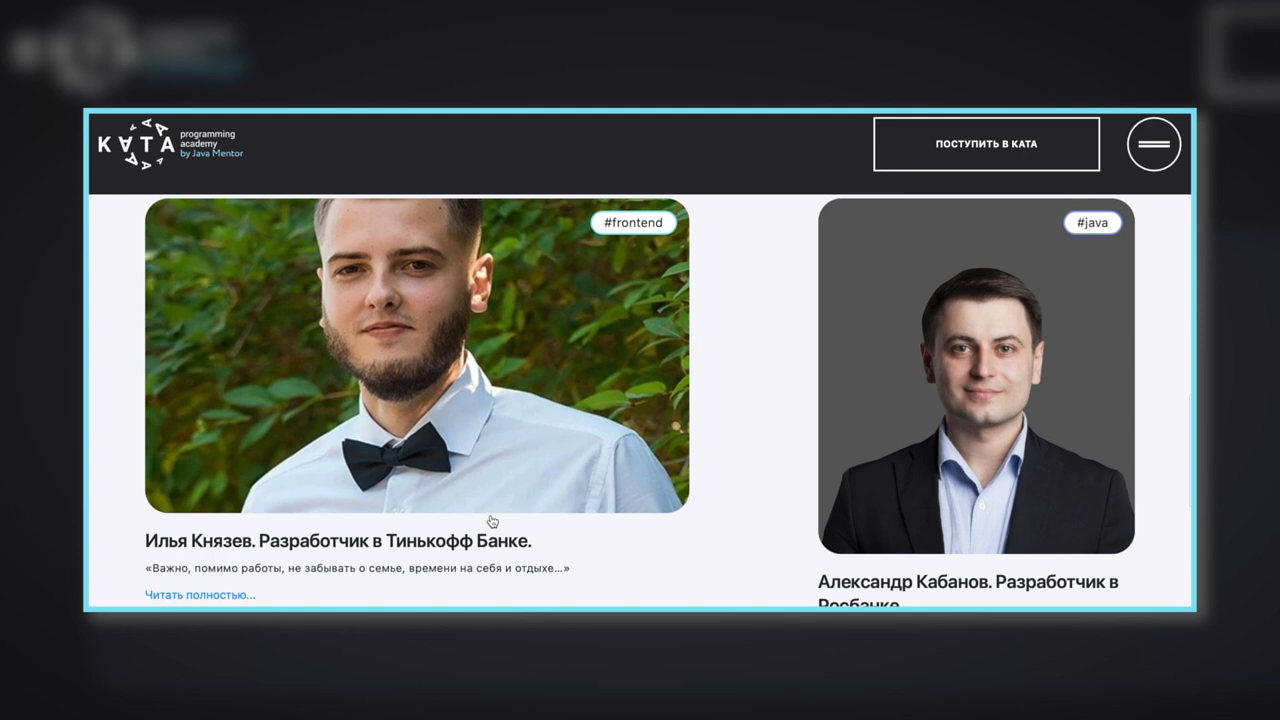 KATA
programming
academy
by Java Mentor
ПОСТУПИТЬ В КАТА
#frontend
#java
Илья Князев. Разработчик в Тинькофф Банке.
«Важно, помимо работы, не забывать о семье, времени на себя и отдыхе...»
Читать полностью...
Александр Кабанов. Разработчик в
Росбанке